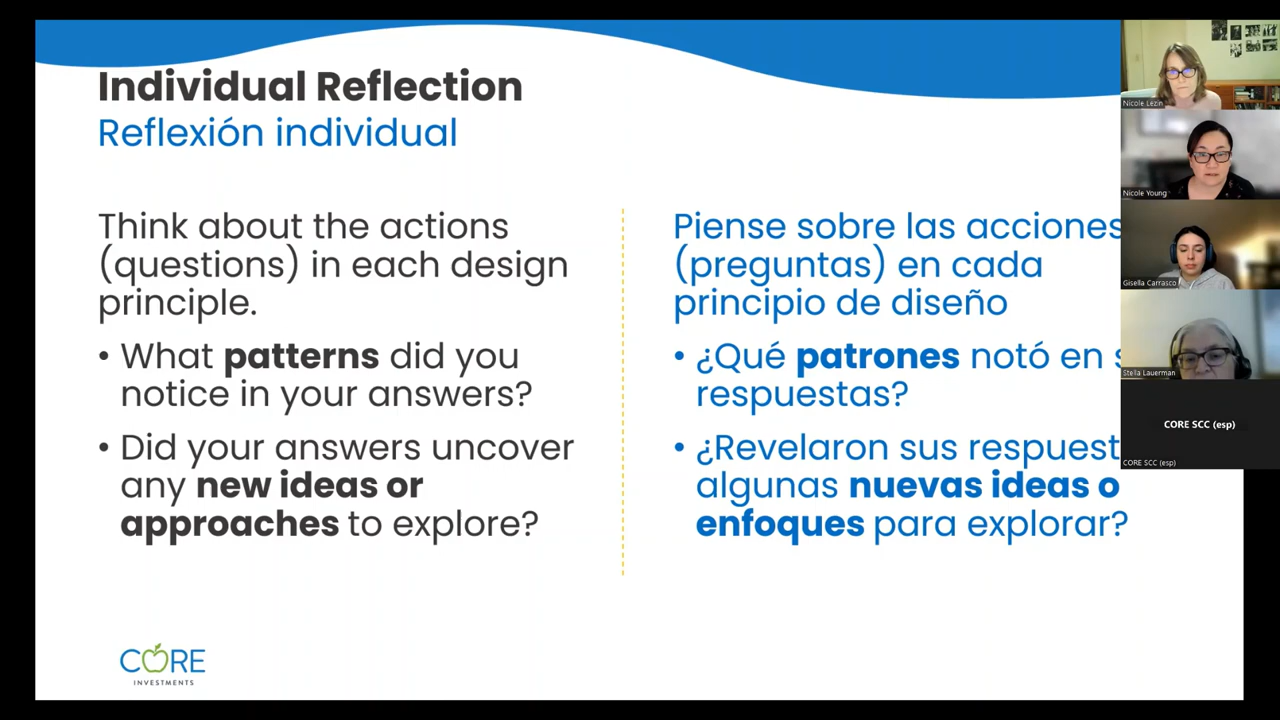 Individual Reflection
Reflexión individual
Think about the actions
(questions) in each design
principle.
• What patterns did you
notice in your answers?
• Did your answers uncover
any new ideas or
approaches to explore?
Piense sobre las acciones
(preguntas) en cada
principio de diseño
• ¿Qué patrones notó en s
respuestas?
• ¿Revelaron sus respuest
algunas nuevas ideas o
enfoques para explorar?
CORE
INVESTMENTS
Nicole Lezin
Nicole Young
Gisella Carrasco
Stella Lauerman
CORE SCC (esp)
CORE SCC (esp)